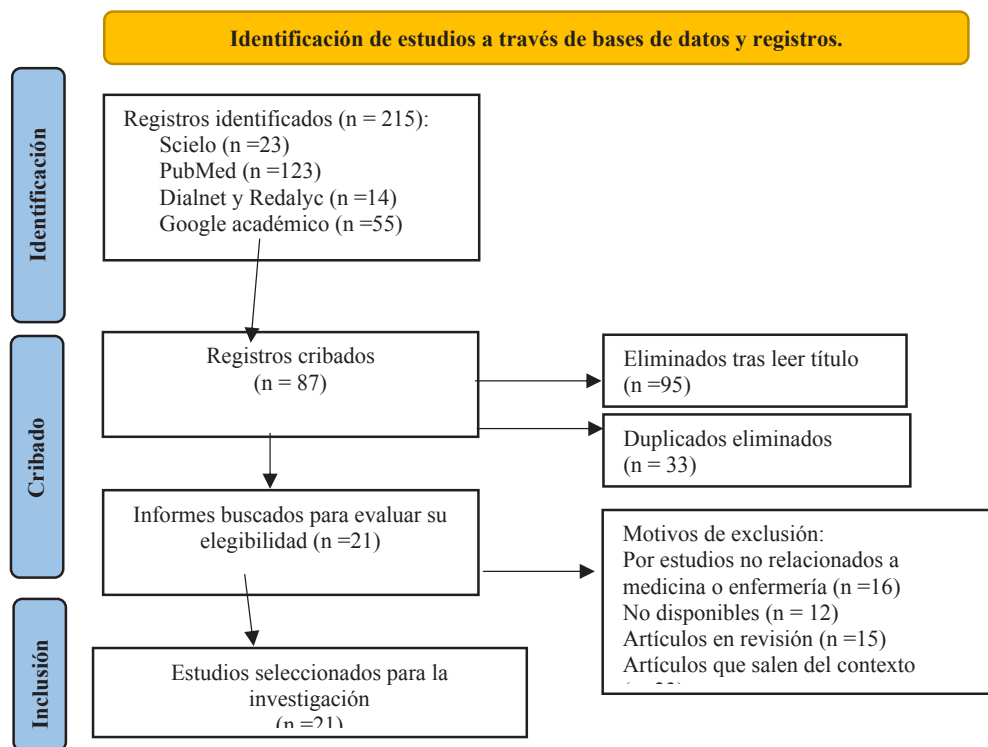 Identificación de estudios a través de bases de datos y registros.
Identificación
Registros identificados (n = 215):
Scielo (n =23)
PubMed (n =123)
Dialnet y Redalyc (n =14)
Google académico (n =55)
Cribado
Registros cribados
(n = 87)
Eliminados tras leer título
(n =95)
Duplicados eliminados
(n = 33)
Informes buscados para evaluar su
elegibilidad (n =21)
Motivos de exclusión:
Por estudios no relacionados a
medicina o enfermería (n =16)
No disponibles (n = 12)
Artículos en revisión (n =15)
Artículos que salen del contexto
Inclusión
Estudios seleccionados para la
investigación
(n =21)